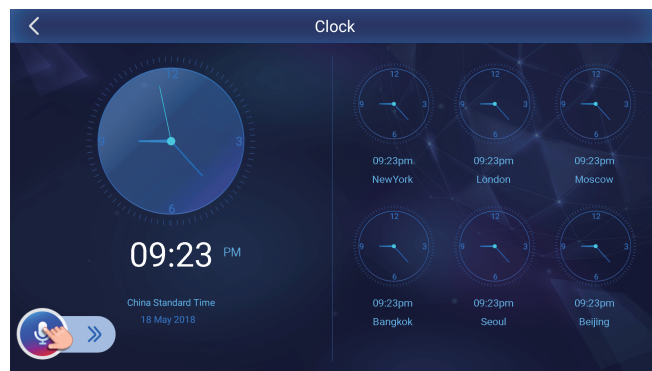 Clock
12
9
3
6
09:23 PM
China Standard Time
18 May 2018
12
9
3
6
09:23pm
NewYork
12
9
3
6
09:23pm
London
12
9
3
6
09:23pm
Moscow
12
9
3
6
09:23pm
Bangkok
12
9
3
6
09:23pm
Seoul
12
9
3
6
09:23pm
Beijing